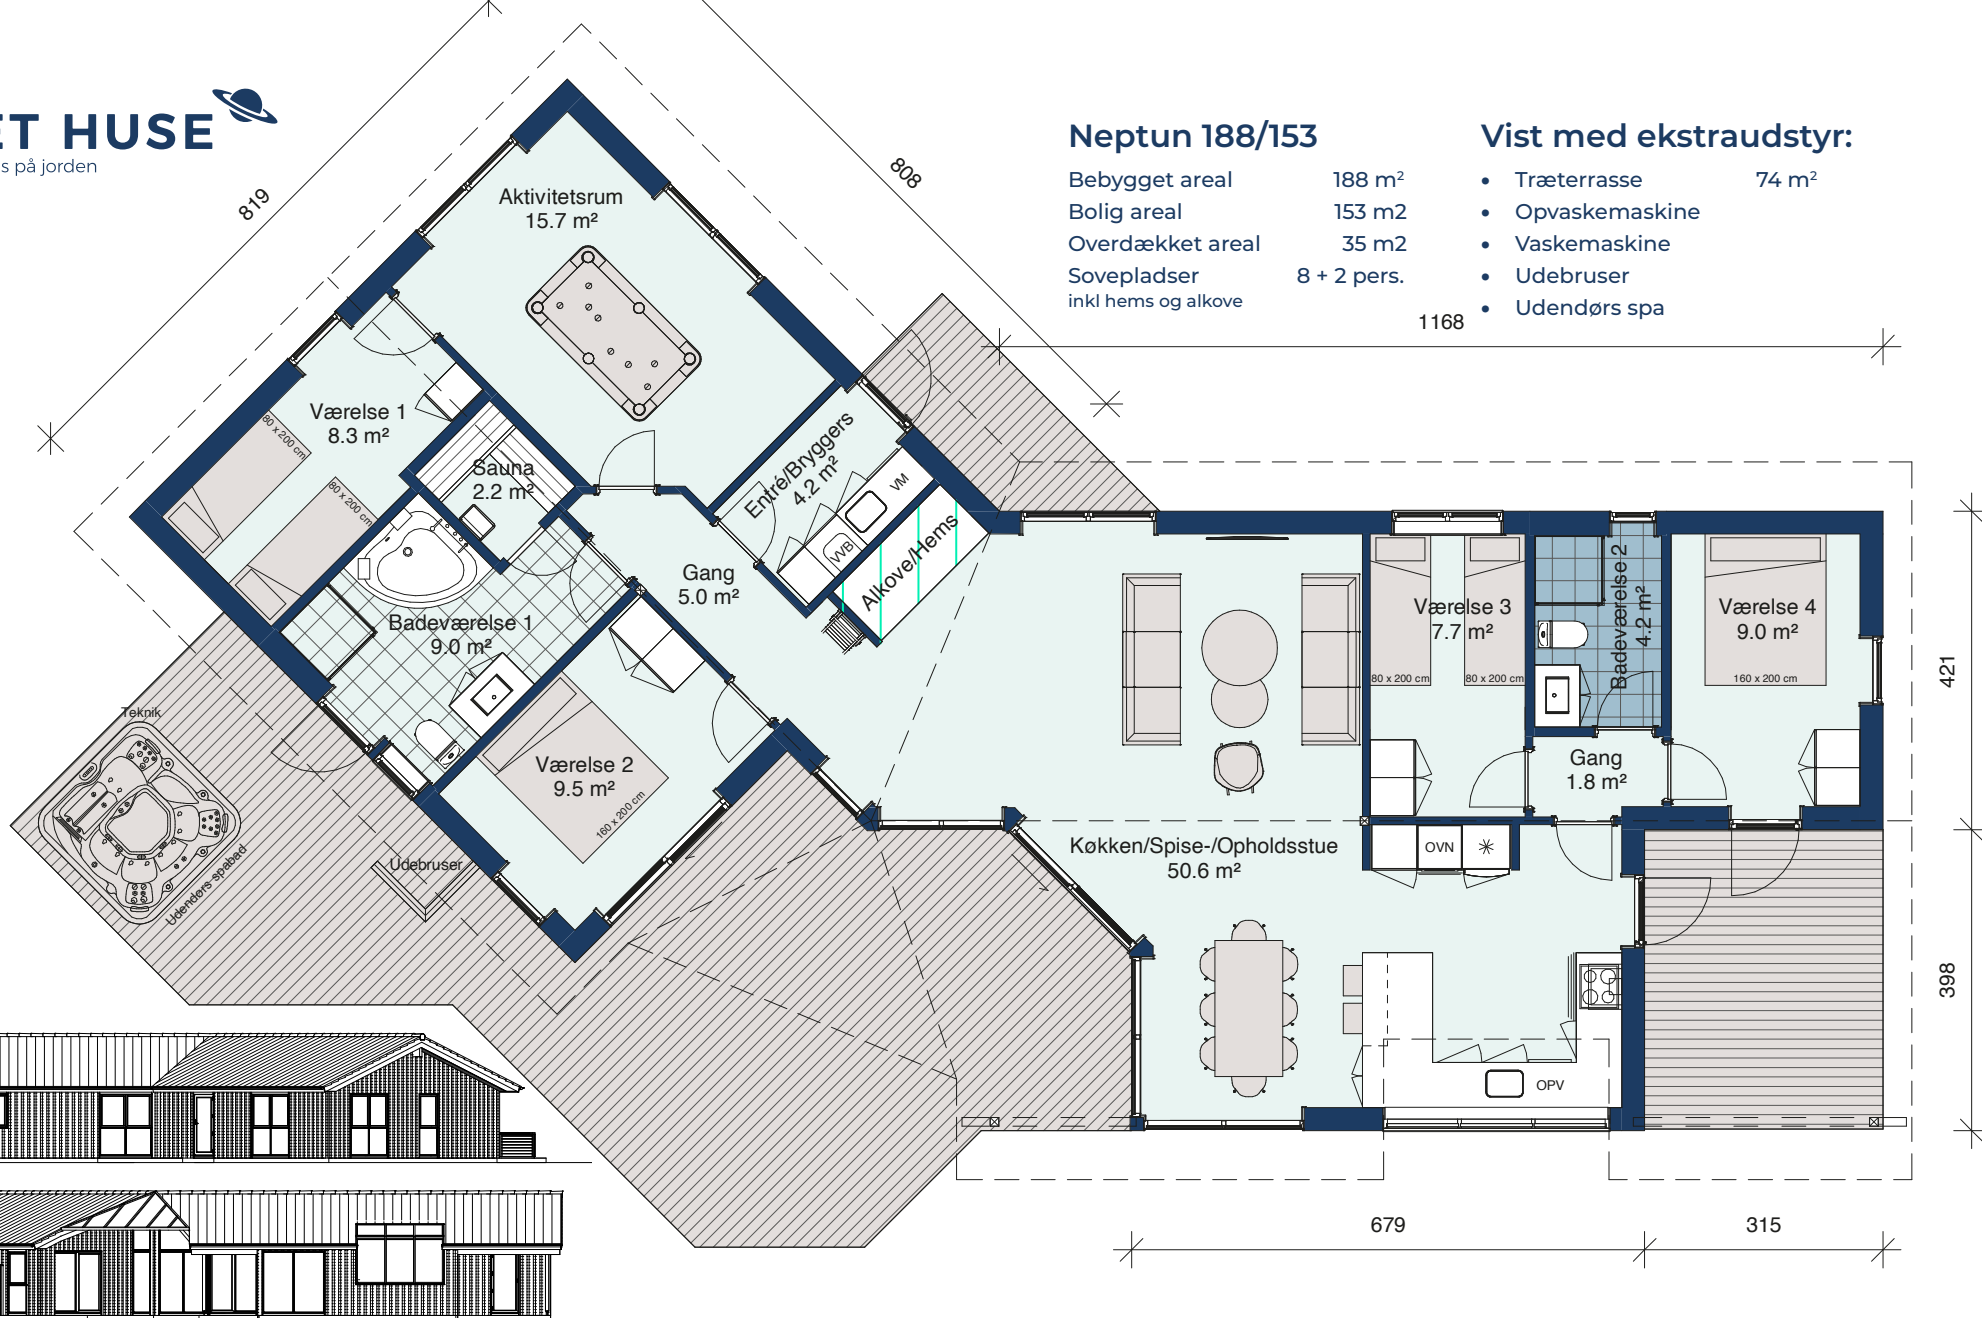 ET HUSE
s på jorden
Neptun 188/153
Bebygget areal 188 m²
Bolig areal 153 m2
Overdækket areal 35 m2
Sovepladser 8 + 2 pers.
inkl hems og alkove
Vist med ekstraudstyr:
• Træterrasse 74 m²
• Opvaskemaskine
• Vaskemaskine
• Udebruser
• Udendørs spa
819
808
1168
Aktivitetsrum
15.7 m²
Værelse 1
8.3 m²
80 x 200 cm
80 x 200 cm
Sauna
2.2 m²
Entré/Bryggers
4.2 m²
VM
VVB
Alkove/Hems
Gang
5.0 m²
Badeværelse 1
9.0 m²
Værelse 2
9.5 m²
160 x 200 cm
Teknik
Udendørs spabad
Udebruser
Værelse 3
7.7 m²
80 x 200 cm
80 x 200 cm
Badeværelse 2
4.2 m²
Værelse 4
9.0 m²
160 x 200 cm
Gang
1.8 m²
Køkken/Spise-/Opholdsstue
50.6 m²
OVN
OPV
421
398
679
315